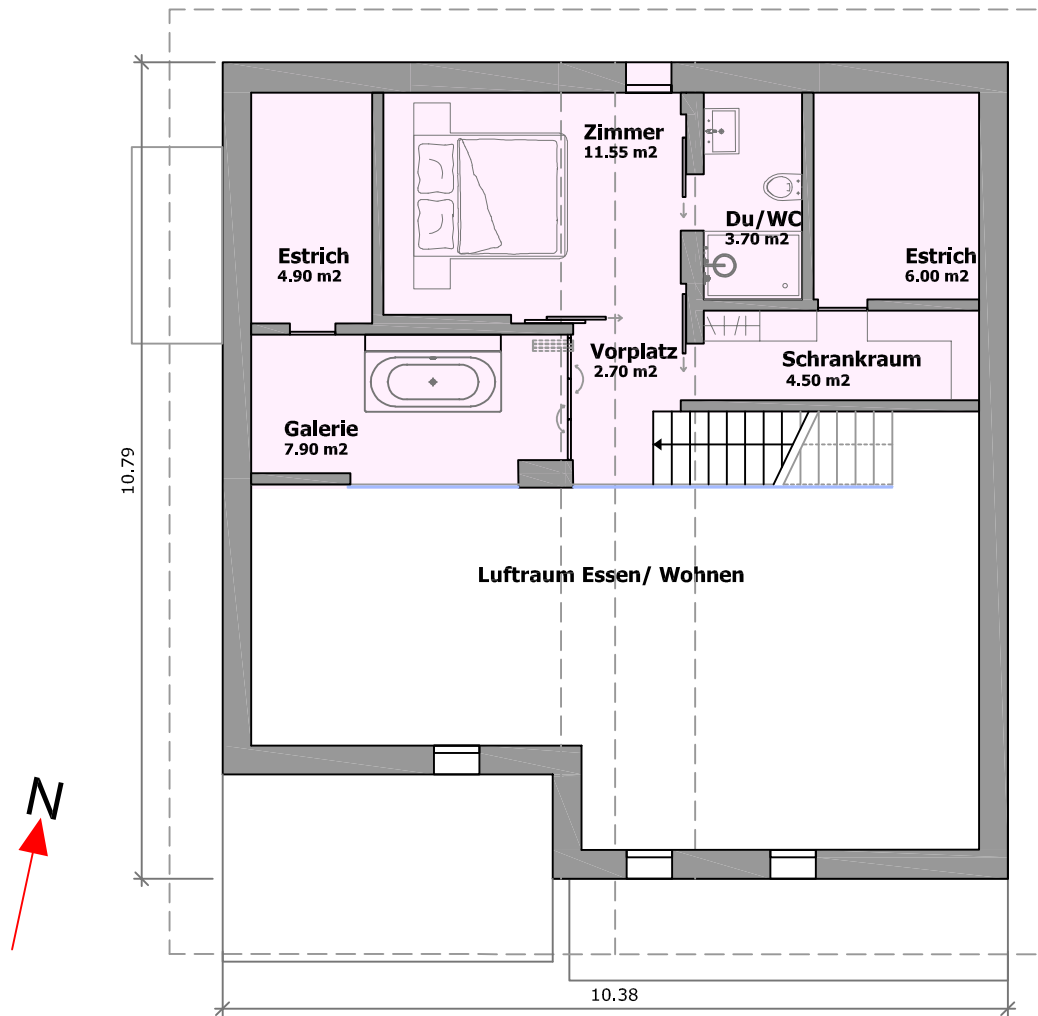 Zimmer
11.55 m2
Du/WC
3.70 m2
Estrich
4.90 m2
Estrich
6.00 m2
Vorplatz
2.70 m2
Schrankraum
4.50 m2
Galerie
7.90 m2
10.79
Luftraum Essen/ Wohnen
N
10.38